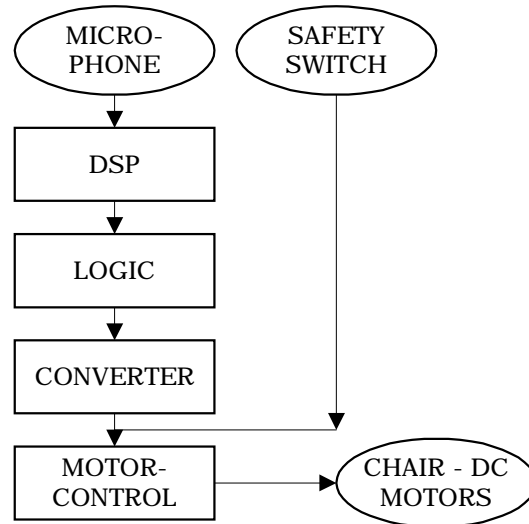 MICRO-
PHONE
SAFETY
SWITCH
DSP
LOGIC
CONVERTER
MOTOR-
CONTROL
CHAIR - DC
MOTORS